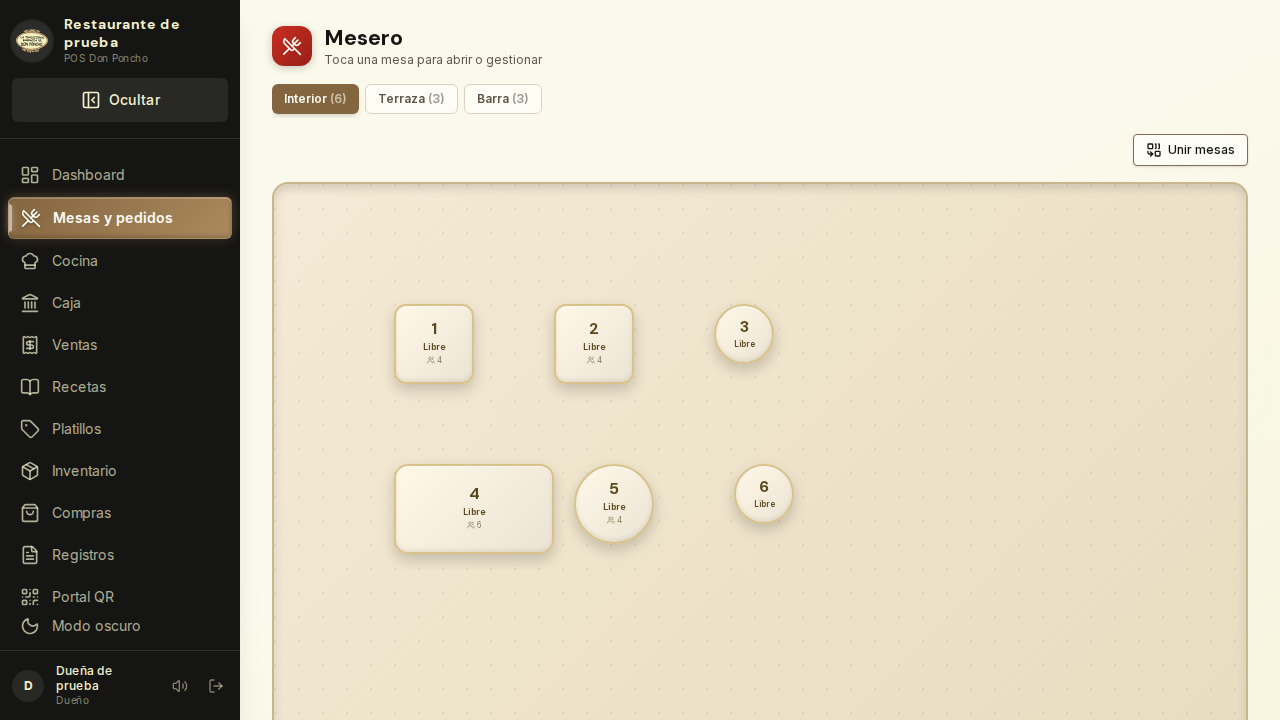 Restaurante de
prueba
POS Don Poncho
Ocultar
Dashboard
Mesas y pedidos
Cocina
Caja
Ventas
Recetas
Platillos
Inventario
Compras
Registros
Portal QR
Modo oscuro
D
Dueña de
prueba
Dueño
Mesero
Toca una mesa para abrir o gestionar
Interior (6)
Terraza (3)
Barra (3)
Unir mesas
1
Libre
4
2
Libre
4
3
Libre
4
Libre
6
5
Libre
4
6
Libre